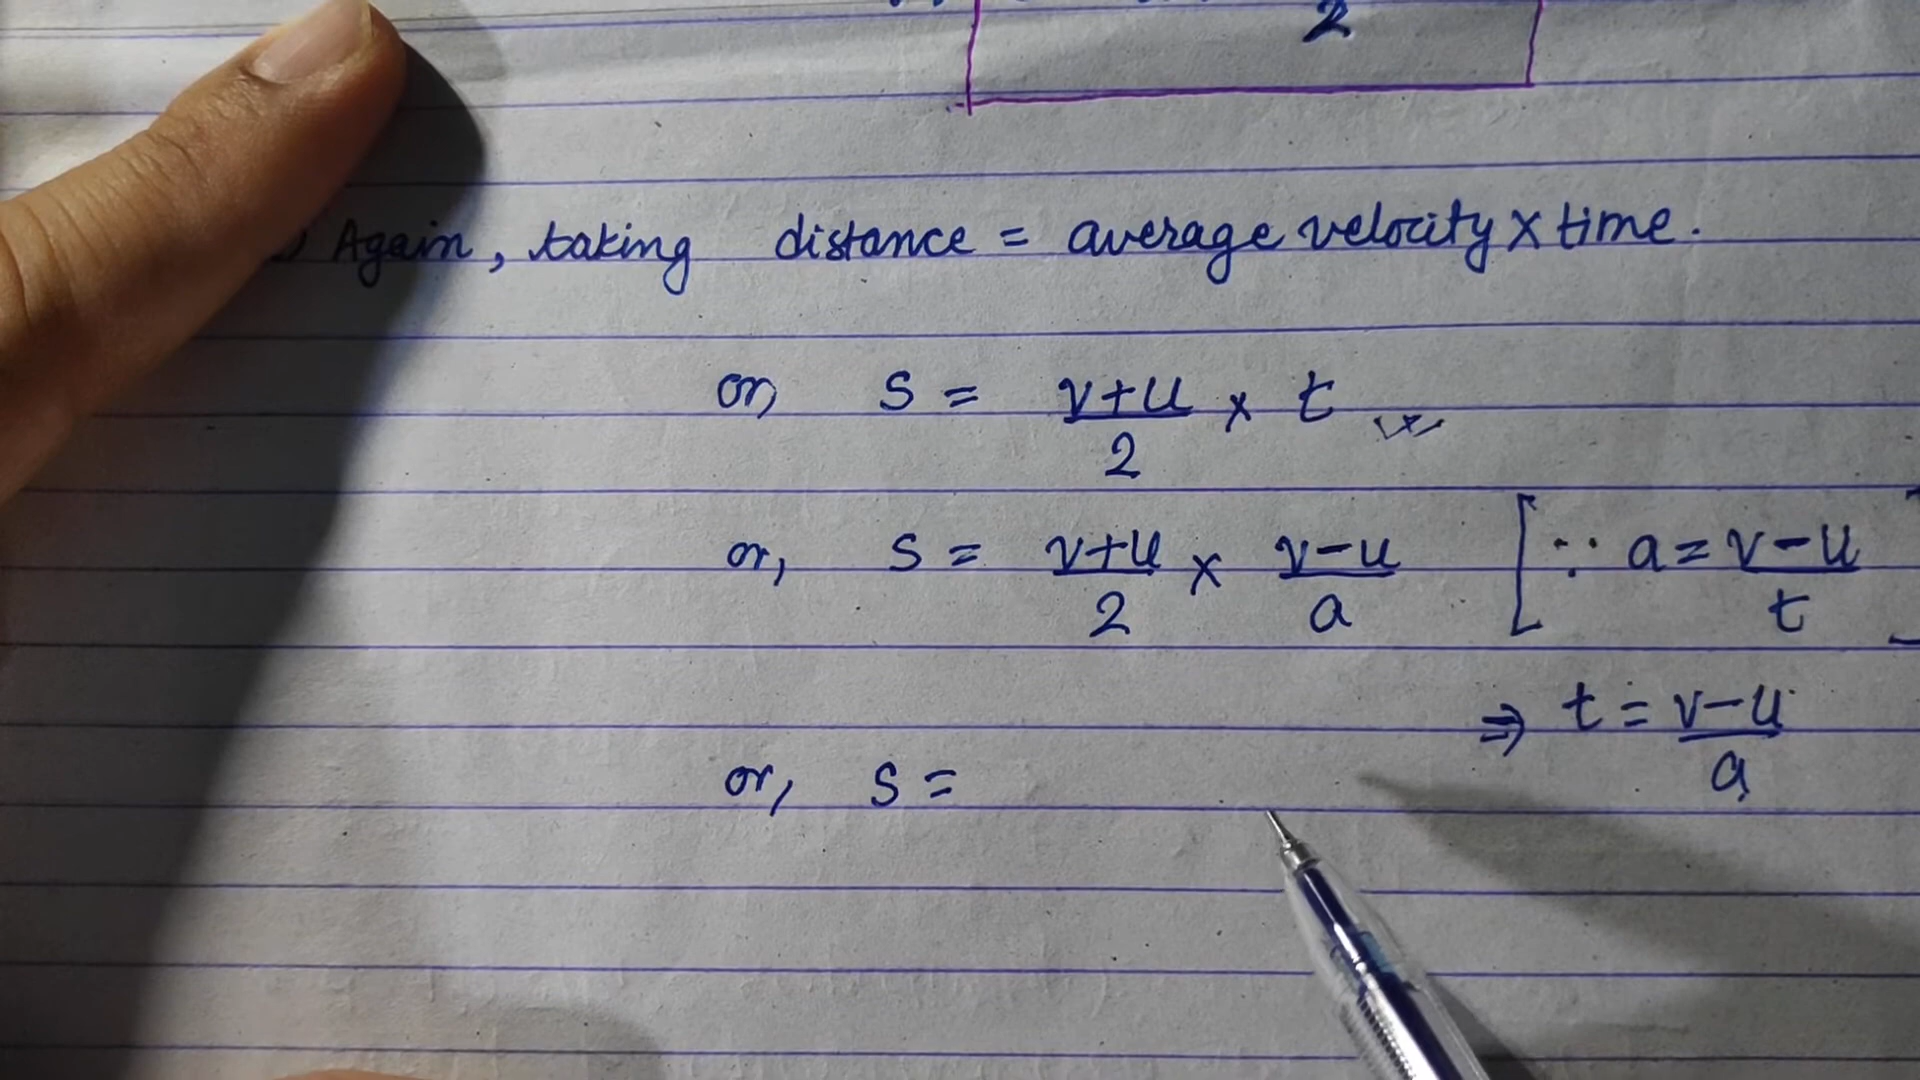 2
Again, taking distance = average velocity × time.
or, s = v+u/2 × t
or, s = v+u/2 × v-u/a [∵ a = v-u/t]
⇒ t = v-u/a
or, s =